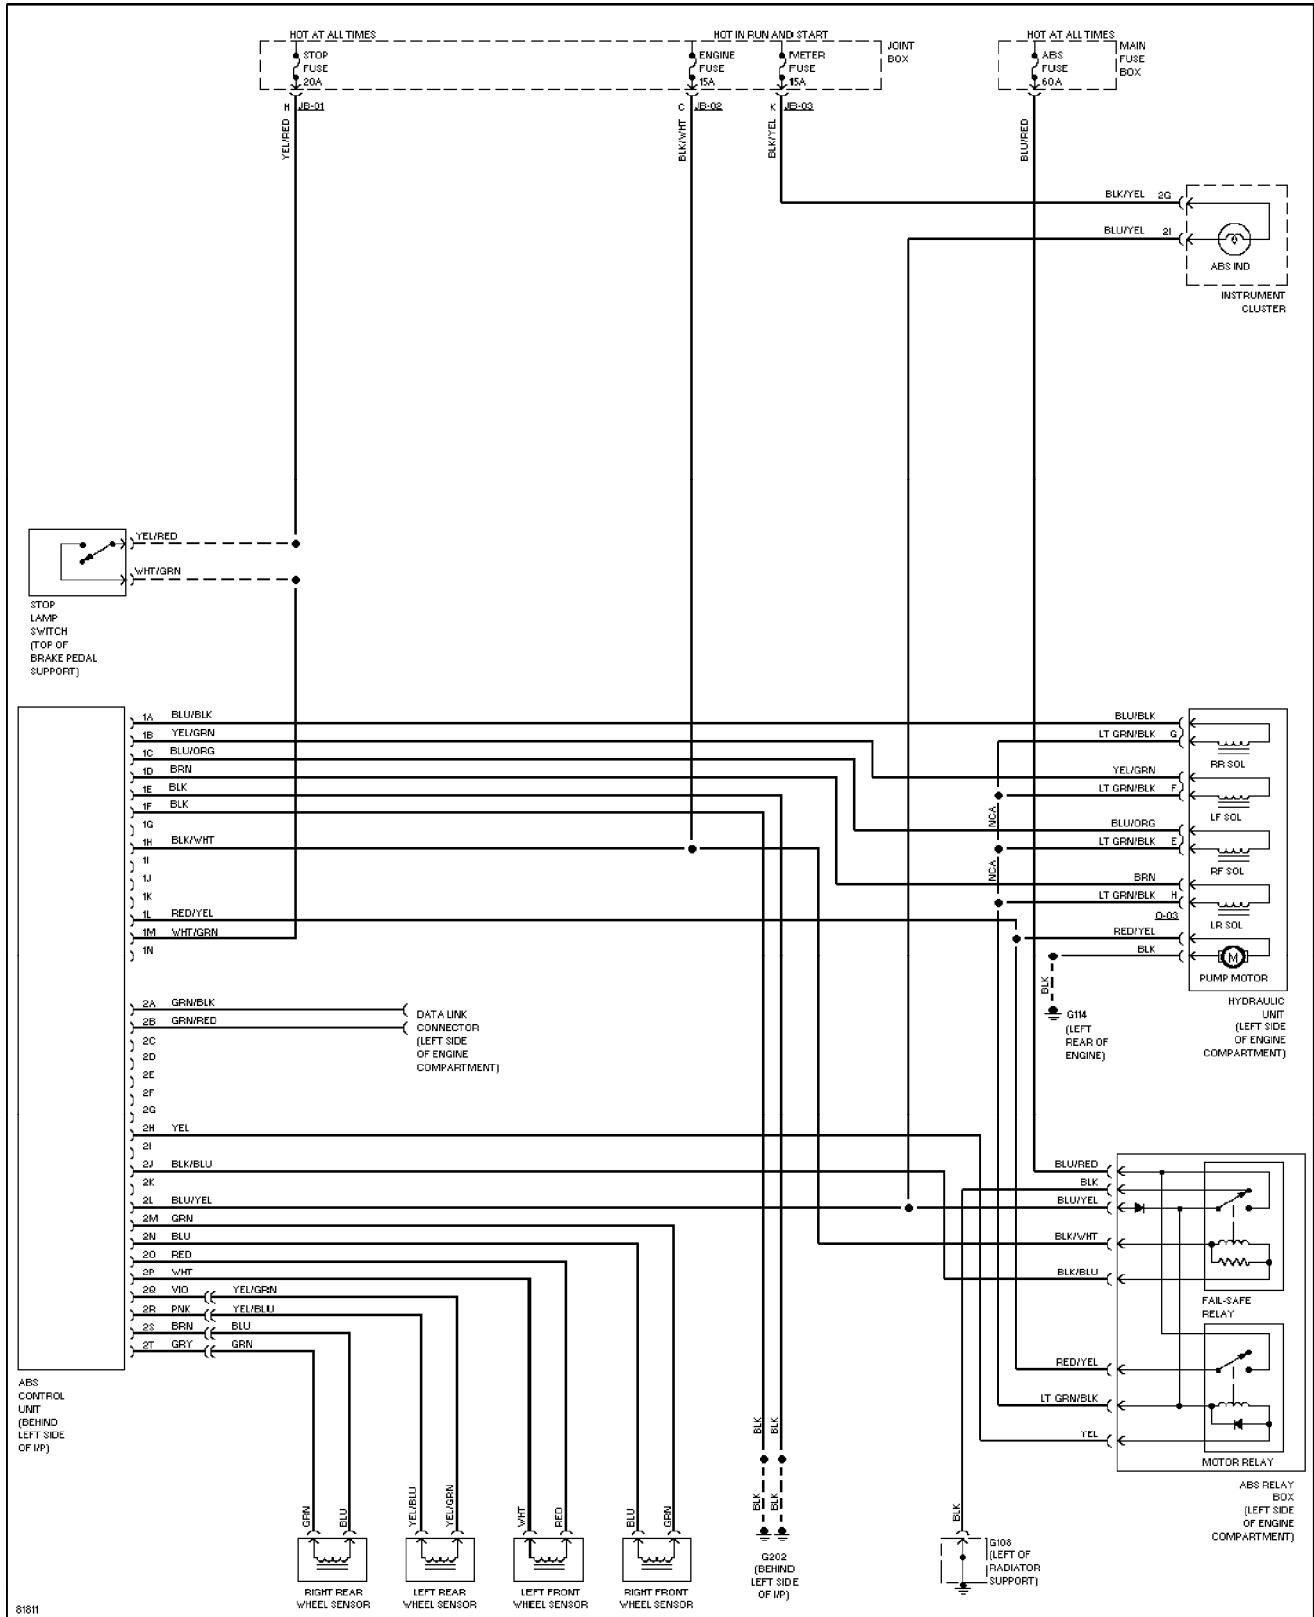 HOT AT ALL TIMES
HOT IN RUN AND START
HOT AT ALL TIMES
STOP
FUSE
20A
ENGINE
FUSE
15A
METER
FUSE
15A
JOINT
BOX
ABS
FUSE
60A
MAIN
FUSE
BOX
H JB-01
C JB-02
K JB-03
YEL/RED
BLK/WHT
BLK/YEL
BLU/RED
BLK/YEL 2G
BLU/YEL 2I
ABS IND
INSTRUMENT
CLUSTER
YEL/RED
WHT/GRN
STOP
LAMP
SWITCH
(TOP OF
BRAKE PEDAL
SUPPORT)
1A BLU/BLK
1B YEL/GRN
1C BLU/ORG
1D BRN
1E BLK
1F BLK
1G
1H BLK/WHT
1I
1J
1K
1L RED/YEL
1M WHT/GRN
1N
2A GRN/BLK
2B GRN/RED
2C
2D
2E
2F
2G
2H YEL
2I
2J BLK/BLU
2K
2L BLU/YEL
2M GRN
2N BLU
2O RED
2P WHT
2Q VIO YEL/GRN
2R PNK YEL/BLU
2S BRN BLU
2T GRY GRN
ABS
CONTROL
UNIT
(BEHIND
LEFT SIDE
OF I/P)
DATA LINK
CONNECTOR
(LEFT SIDE
OF ENGINE
COMPARTMENT)
BLU/BLK
LT GRN/BLK G
RR SOL
YEL/GRN
LT GRN/BLK F
LF SOL
NCA
BLU/ORG
LT GRN/BLK E
RF SOL
NCA
BRN
LT GRN/BLK H
O-03
LR SOL
RED/YEL
BLK
M
PUMP MOTOR
HYDRAULIC
UNIT
(LEFT SIDE
OF ENGINE
COMPARTMENT)
BLK
G114
(LEFT
REAR OF
ENGINE)
BLU/RED
BLK
BLU/YEL
BLK/WHT
BLK/BLU
FAIL-SAFE
RELAY
RED/YEL
LT GRN/BLK
YEL
MOTOR RELAY
ABS RELAY
BOX
(LEFT SIDE
OF ENGINE
COMPARTMENT)
GRN
BLU
YEL/BLU
YEL/GRN
WHT
RED
BLU
GRN
BLK
BLK
BLK
BLK
BLK
RIGHT REAR
WHEEL SENSOR
LEFT REAR
WHEEL SENSOR
LEFT FRONT
WHEEL SENSOR
RIGHT FRONT
WHEEL SENSOR
G202
(BEHIND
LEFT SIDE
OF I/P)
G108
(LEFT OF
RADIATOR
SUPPORT)
81811